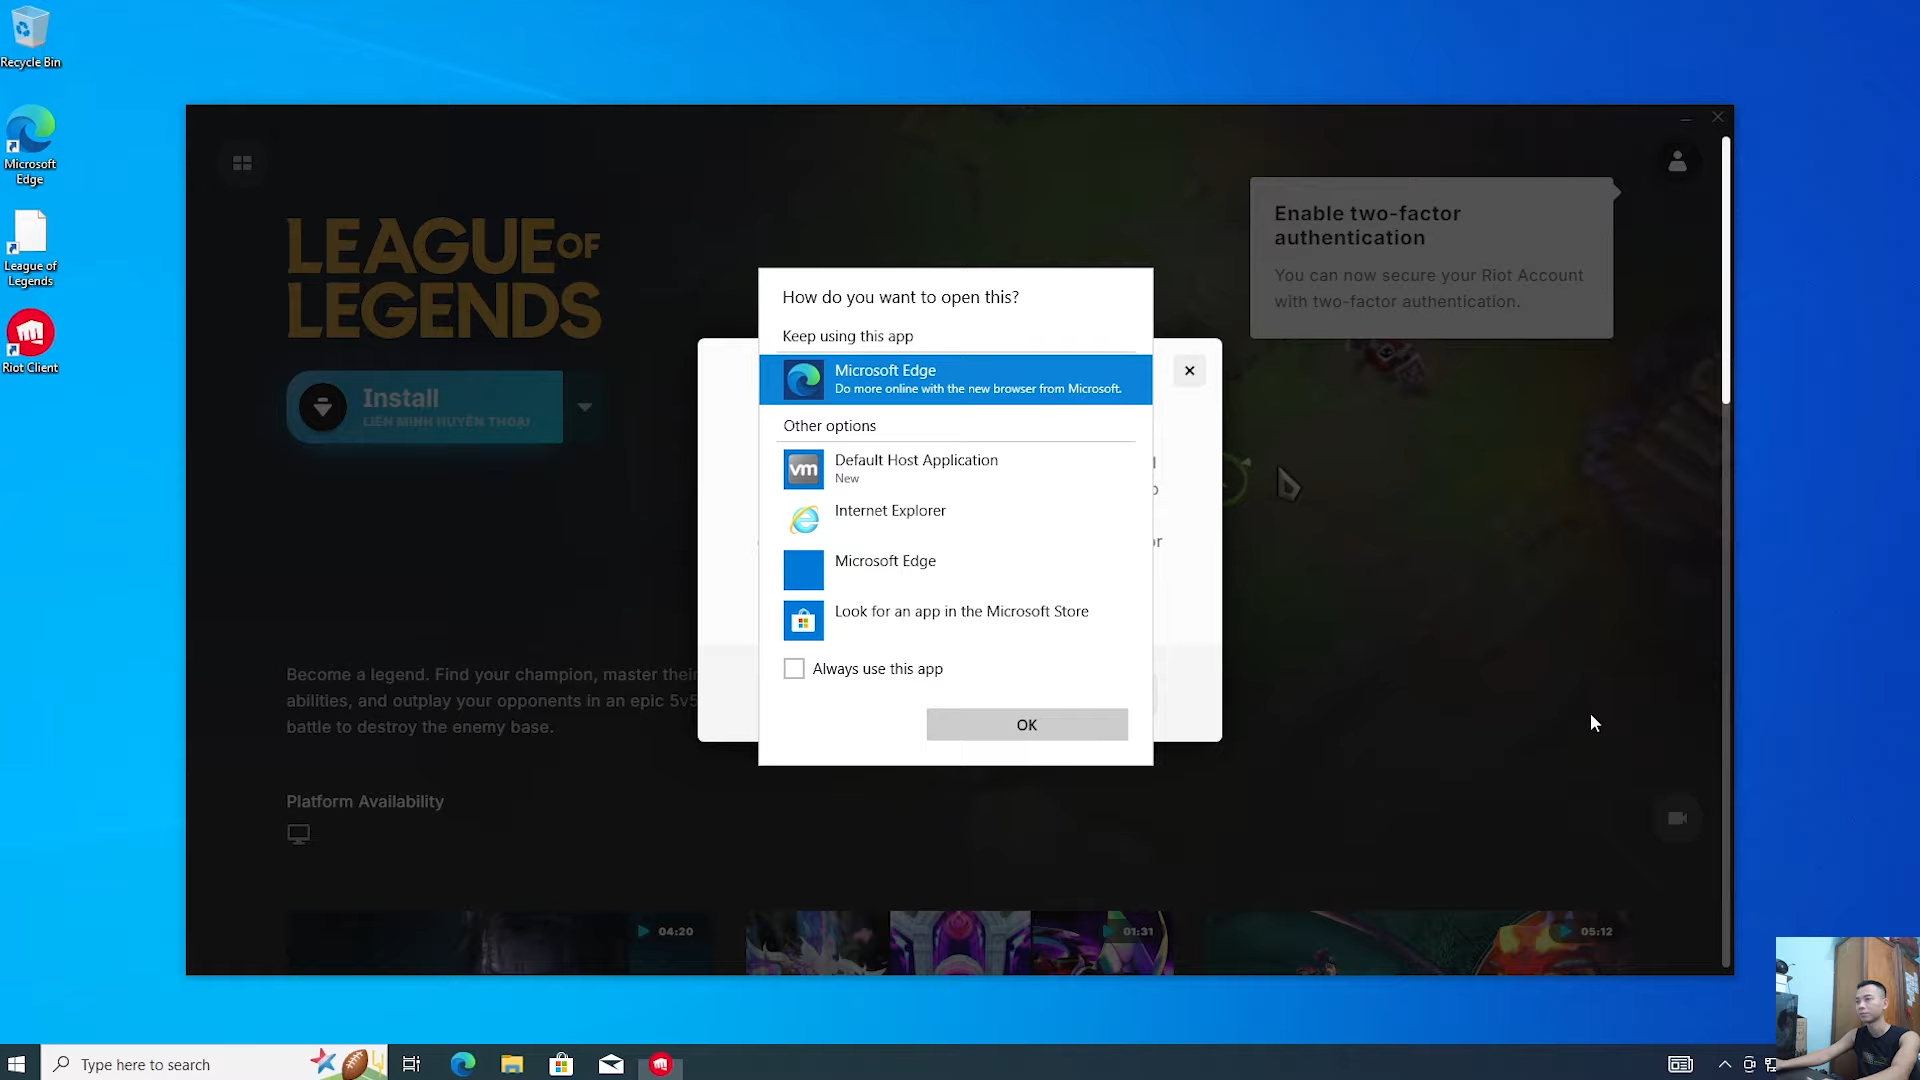 Recycle Bin
Microsoft
Edge
League of
Legends
Riot Client
LEAGUE OF
LEGENDS
Install
LIÊN MINH HUYỀN THOẠI
Become a legend. Find your champion, master their
abilities, and outplay your opponents in an epic 5v5
battle to destroy the enemy base.
Platform Availability
04:20
01:31
05:12
Enable two-factor
authentication
You can now secure your Riot Account
with two-factor authentication.
How do you want to open this?
Keep using this app
Microsoft Edge
Do more online with the new browser from Microsoft.
Other options
vm
Default Host Application
New
Internet Explorer
Microsoft Edge
Look for an app in the Microsoft Store
Always use this app
OK
Type here to search